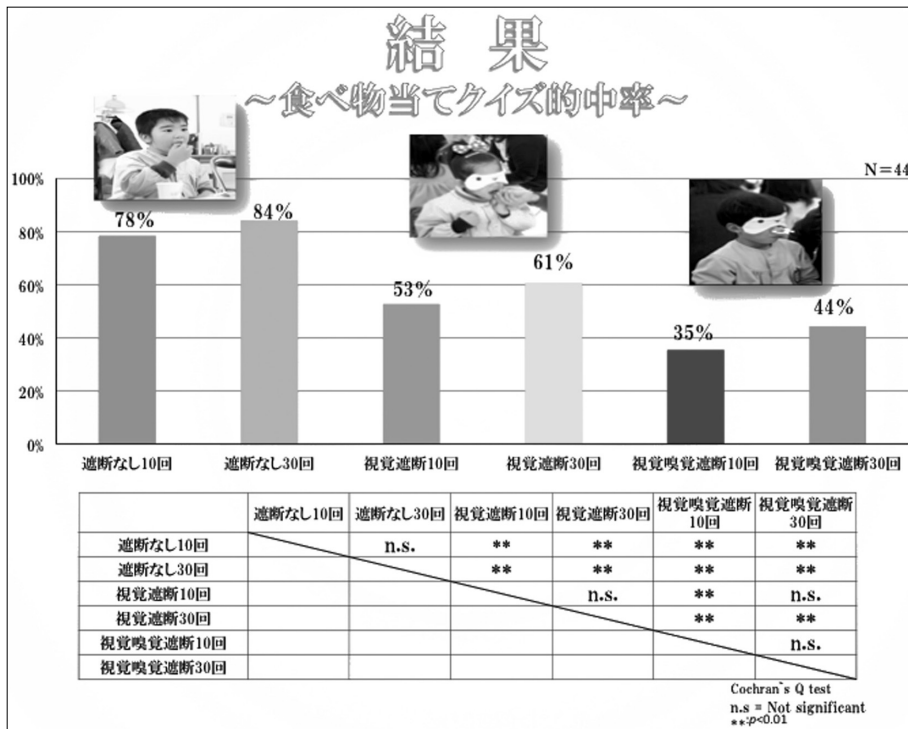 結 果
～食べ物当てクイズ的中率～
N＝44
100%
80%
60%
40%
20%
0%
78%
84%
53%
61%
35%
44%
遮断なし10回 遮断なし30回 視覚遮断10回 視覚遮断30回 視覚嗅覚遮断10回 視覚嗅覚遮断30回
遮断なし10回 遮断なし30回 視覚遮断10回 視覚遮断30回 視覚嗅覚遮断10回 視覚嗅覚遮断30回
遮断なし10回 n.s. ** ** ** **
遮断なし30回 ** ** ** **
視覚遮断10回 n.s. ** n.s.
視覚遮断30回 ** **
視覚嗅覚遮断10回 n.s.
視覚嗅覚遮断30回
Cochran`s Q test
n.s = Not significant
**:p<0.01